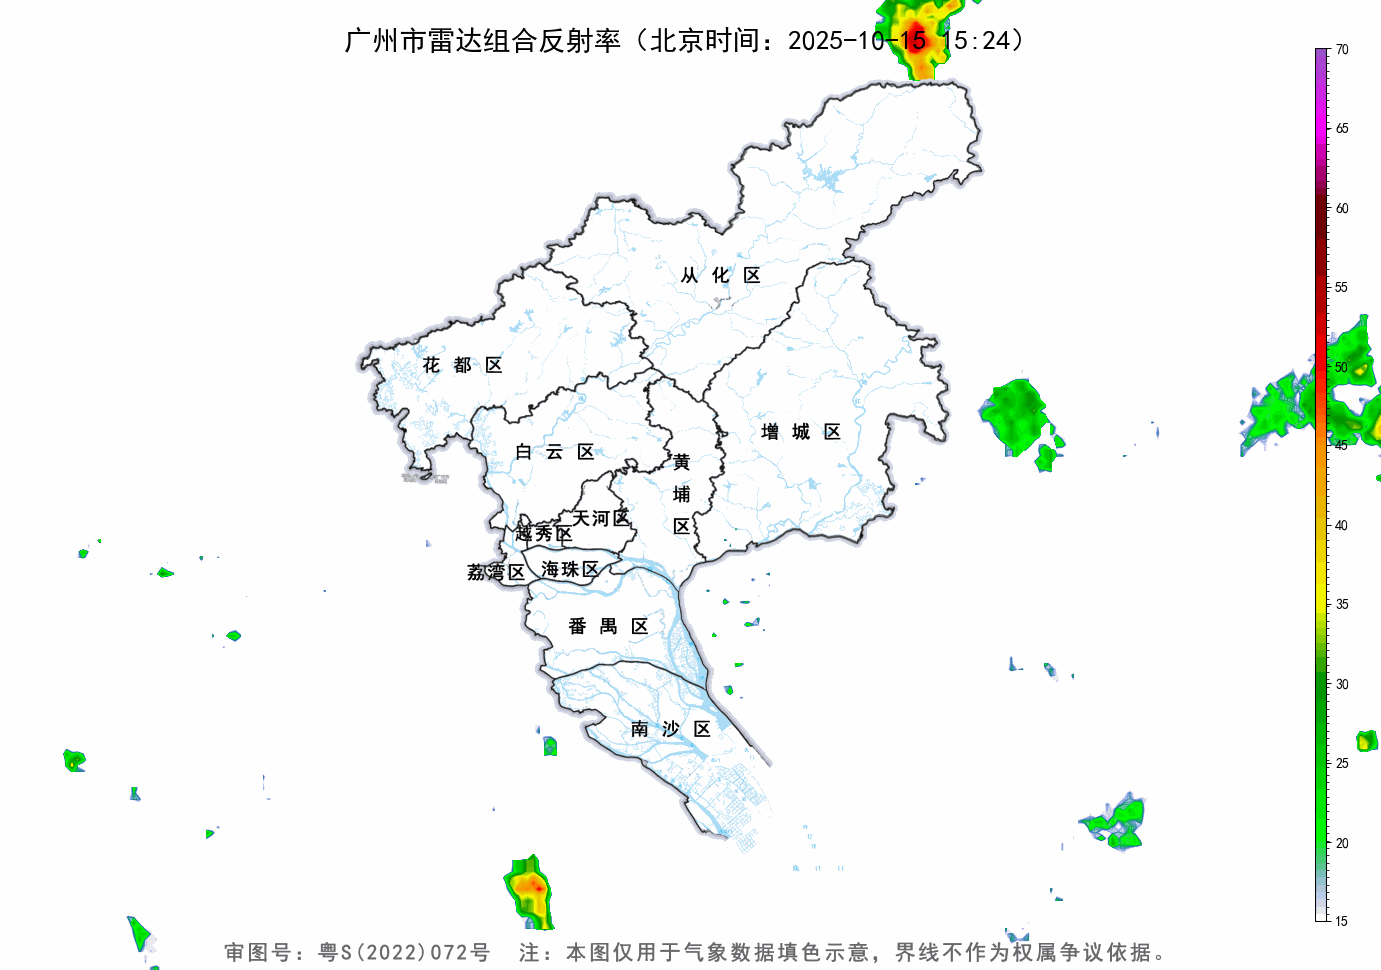 广州市雷达组合反射率（北京时间：2025-10-15 15:24）
70
65
60
55
50
45
40
35
30
25
20
15
从化区
花都区
增城区
白云区
黄埔区
天河区
越秀区
荔湾区
海珠区
番禺区
南沙区
审图号：粤S(2022)072号 注：本图仅用于气象数据填色示意，界线不作为权属争议依据。